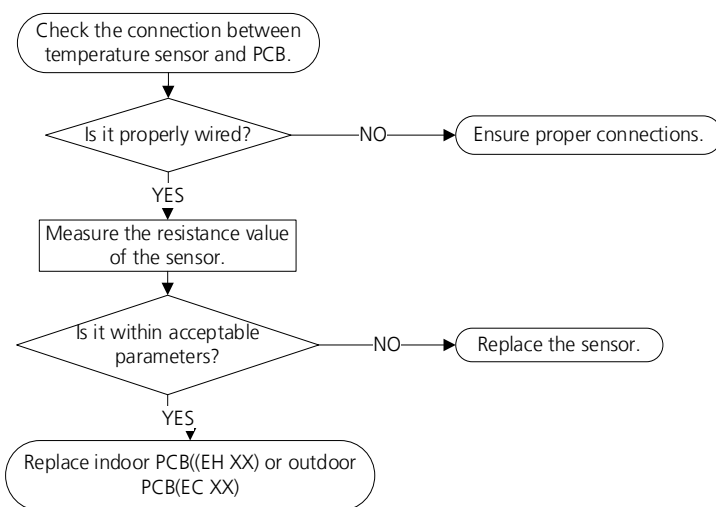 Check the connection between
temperature sensor and PCB.
Is it properly wired?
NO
Ensure proper connections.
YES
Measure the resistance value
of the sensor.
Is it within acceptable
parameters?
NO
Replace the sensor.
YES
Replace indoor PCB((EH XX) or outdoor
PCB(EC XX)